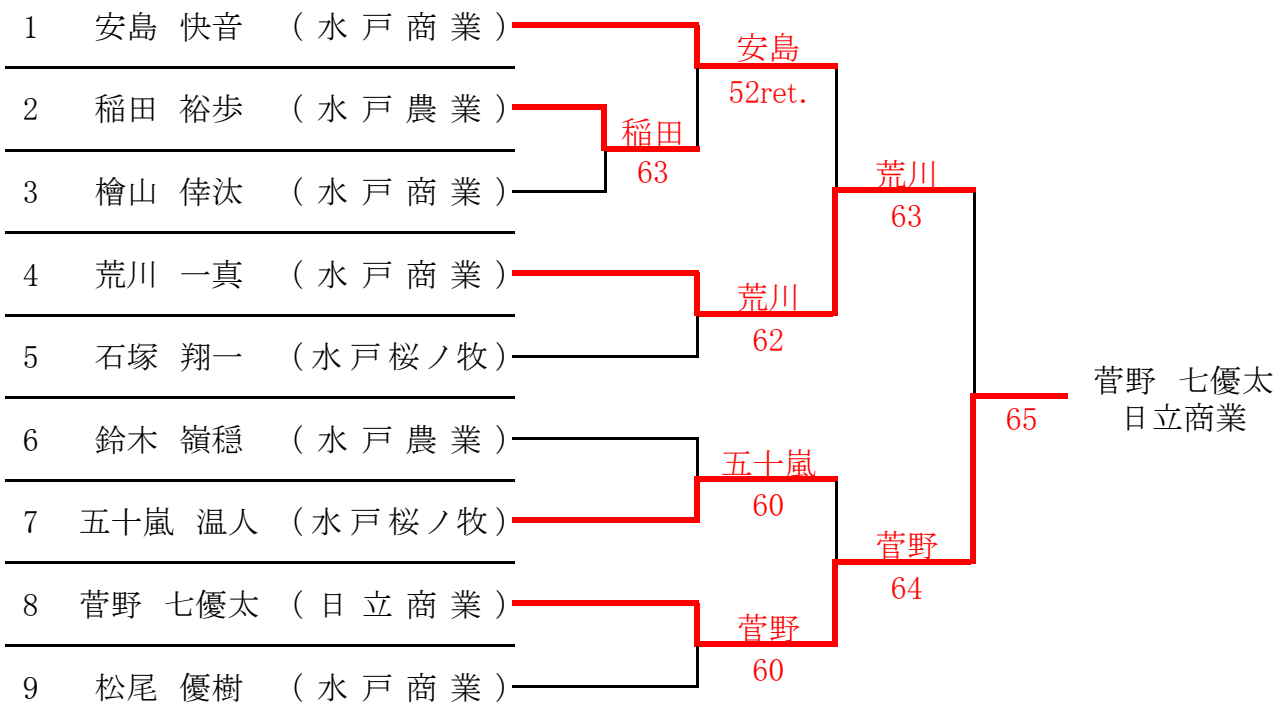 1 安島 快音 (水戸商業)
安島
52ret.
2 稲田 裕歩 (水戸農業)
稲田
63
3 檜山 倖汰 (水戸商業)
荒川
63
4 荒川 一真 (水戸商業)
荒川
62
5 石塚 翔一 (水戸桜ノ牧)
菅野 七優太
日立商業
65
6 鈴木 嶺穏 (水戸農業)
五十嵐
60
7 五十嵐 温人 (水戸桜ノ牧)
菅野
64
8 菅野 七優太 (日立商業)
菅野
60
9 松尾 優樹 (水戸商業)